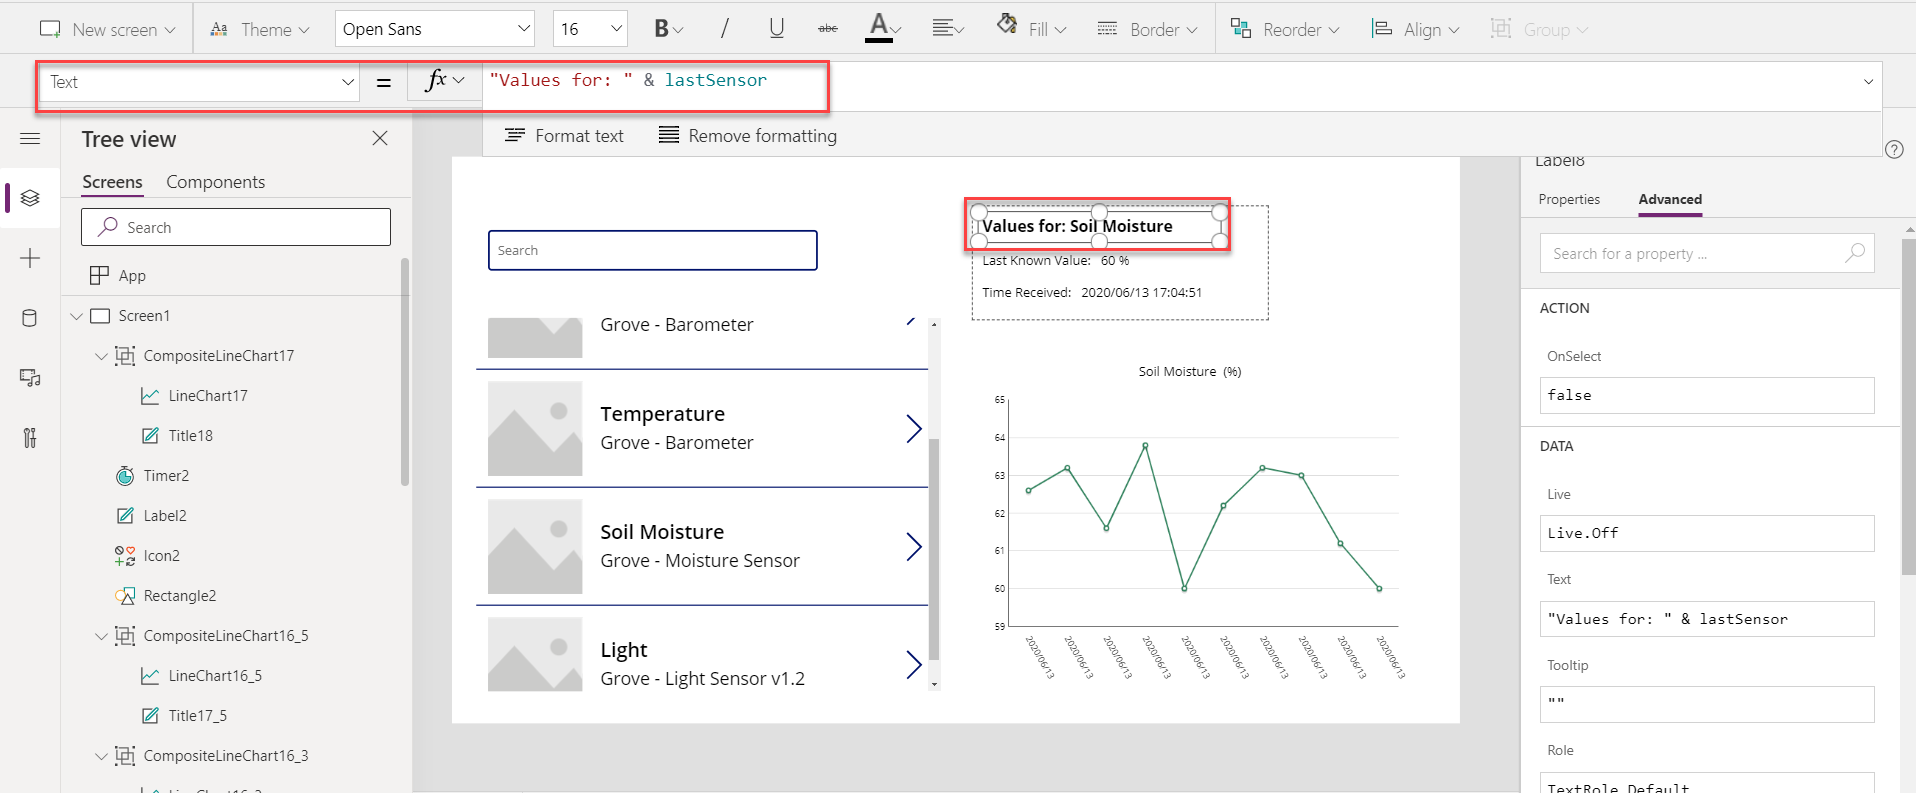 New screen
Theme
Open Sans
16
B
/
U
abc
A
Fill
Border
Reorder
Align
Group
Text
=
fx
"Values for: " & lastSensor
Format text
Remove formatting
Tree view
Screens
Components
Search
App
Screen1
CompositeLineChart17
LineChart17
Title18
Timer2
Label2
Icon2
Rectangle2
CompositeLineChart16_5
LineChart16_5
Title17_5
CompositeLineChart16_3
Search
Grove - Barometer
Temperature
Grove - Barometer
Soil Moisture
Grove - Moisture Sensor
Light
Grove - Light Sensor v1.2
Values for: Soil Moisture
Last Known Value: 60 %
Time Received: 2020/06/13 17:04:51
Soil Moisture (%)
65
64
63
62
61
60
59
2020/06/13
2020/06/13
2020/06/13
2020/06/13
2020/06/13
2020/06/13
2020/06/13
2020/06/13
2020/06/13
2020/06/13
Label8
Properties
Advanced
Search for a property ...
ACTION
OnSelect
false
DATA
Live
Live.Off
Text
"Values for: " & lastSensor
Tooltip
""
Role
TextRole.Default